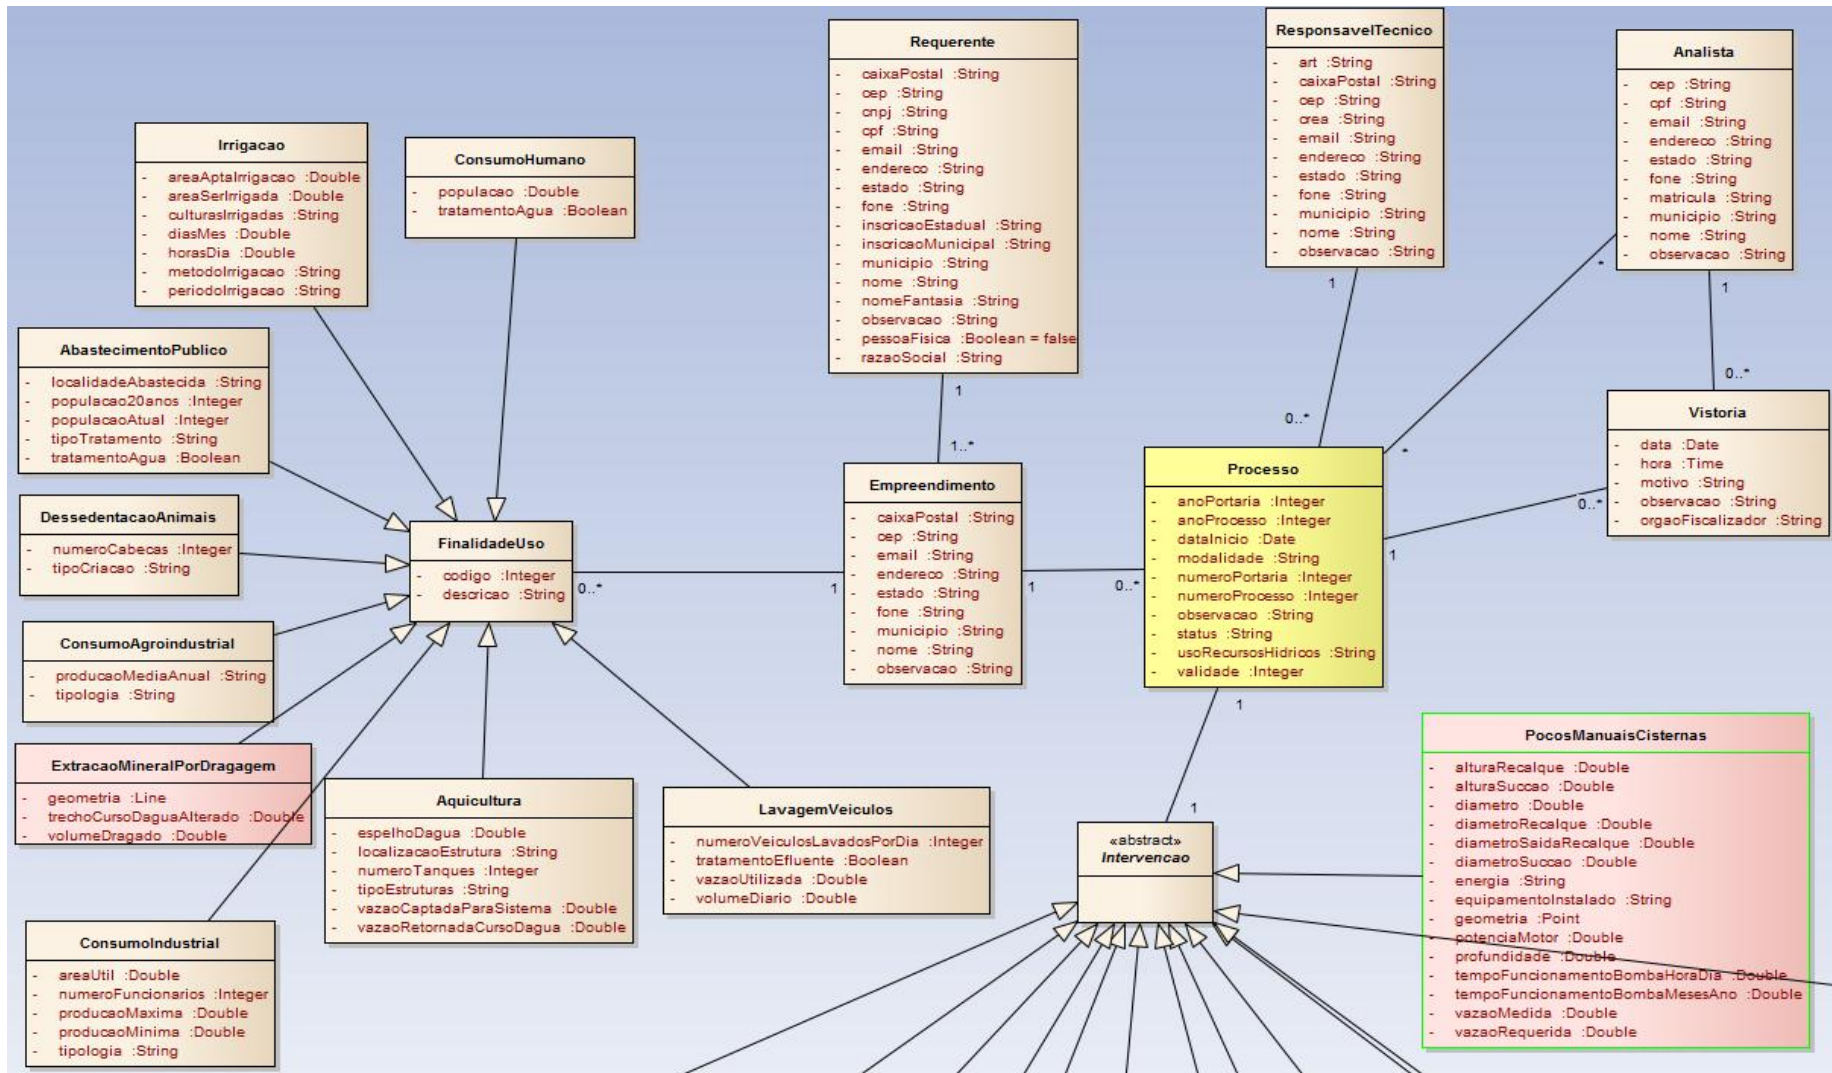 Requerente
- caixaPostal :String
- cep :String
- cnpj :String
- cpf :String
- email :String
- endereco :String
- estado :String
- fone :String
- inscricaoEstadual :String
- inscricaoMunicipal :String
- municipio :String
- nome :String
- nomeFantasia :String
- observacao :String
- pessoaFisica :Boolean = false
- razaoSocial :String
1
1..*
ResponsavelTecnico
- art :String
- caixaPostal :String
- cep :String
- crea :String
- email :String
- endereco :String
- estado :String
- fone :String
- municipio :String
- nome :String
- observacao :String
1
0..*
Analista
- cep :String
- cpf :String
- email :String
- endereco :String
- estado :String
- fone :String
- matricula :String
- municipio :String
- nome :String
- observacao :String
*
*
1
0..*
Irrigacao
- areaAptaIrrigacao :Double
- areaSerIrrigada :Double
- culturasIrrigadas :String
- diasMes :Double
- horasDia :Double
- metodoIrrigacao :String
- periodoIrrigacao :String
ConsumoHumano
- populacao :Double
- tratamentoAgua :Boolean
AbastecimentoPublico
- localidadeAbastecida :String
- populacao20anos :Integer
- populacaoAtual :Integer
- tipoTratamento :String
- tratamentoAgua :Boolean
Vistoria
- data :Date
- hora :Time
- motivo :String
- observacao :String
- orgaoFiscalizador :String
0..*
1
Processo
- anoPortaria :Integer
- anoProcesso :Integer
- dataInicio :Date
- modalidade :String
- numeroPortaria :Integer
- numeroProcesso :Integer
- observacao :String
- status :String
- usoRecursosHidricos :String
- validade :Integer
Empreendimento
- caixaPostal :String
- cep :String
- email :String
- endereco :String
- estado :String
- fone :String
- municipio :String
- nome :String
- observacao :String
1
0..*
DessedentacaoAnimais
- numeroCabecas :Integer
- tipoCriacao :String
FinalidadeUso
- codigo :Integer
- descricao :String
0..*
1
ConsumoAgroindustrial
- producaoMediaAnual :String
- tipologia :String
ExtracaoMineralPorDragagem
- geometria :Line
- trechoCursoDaguaAlterado :Double
- volumeDragado :Double
Aquicultura
- espelhoDagua :Double
- localizacaoEstrutura :String
- numeroTanques :Integer
- tipoEstruturas :String
- vazaoCaptadaParaSistema :Double
- vazaoRetornadaCursoDagua :Double
LavagemVeiculos
- numeroVeiculosLavadosPorDia :Integer
- tratamentoEfluente :Boolean
- vazaoUtilizada :Double
- volumeDiario :Double
1
1
«abstract»
Intervencao
PocosManuaisCisternas
- alturaRecalque :Double
- alturaSuccao :Double
- diametro :Double
- diametroRecalque :Double
- diametroSaidaRecalque :Double
- diametroSuccao :Double
- energia :String
- equipamentoInstalado :String
- geometria :Point
- potenciaMotor :Double
- profundidade :Double
- tempoFuncionamentoBombaHoraDia :Double
- tempoFuncionamentoBombaMesesAno :Double
- vazaoMedida :Double
- vazaoRequerida :Double
ConsumoIndustrial
- areaUtil :Double
- numeroFuncionarios :Integer
- producaoMaxima :Double
- producaoMinima :Double
- tipologia :String